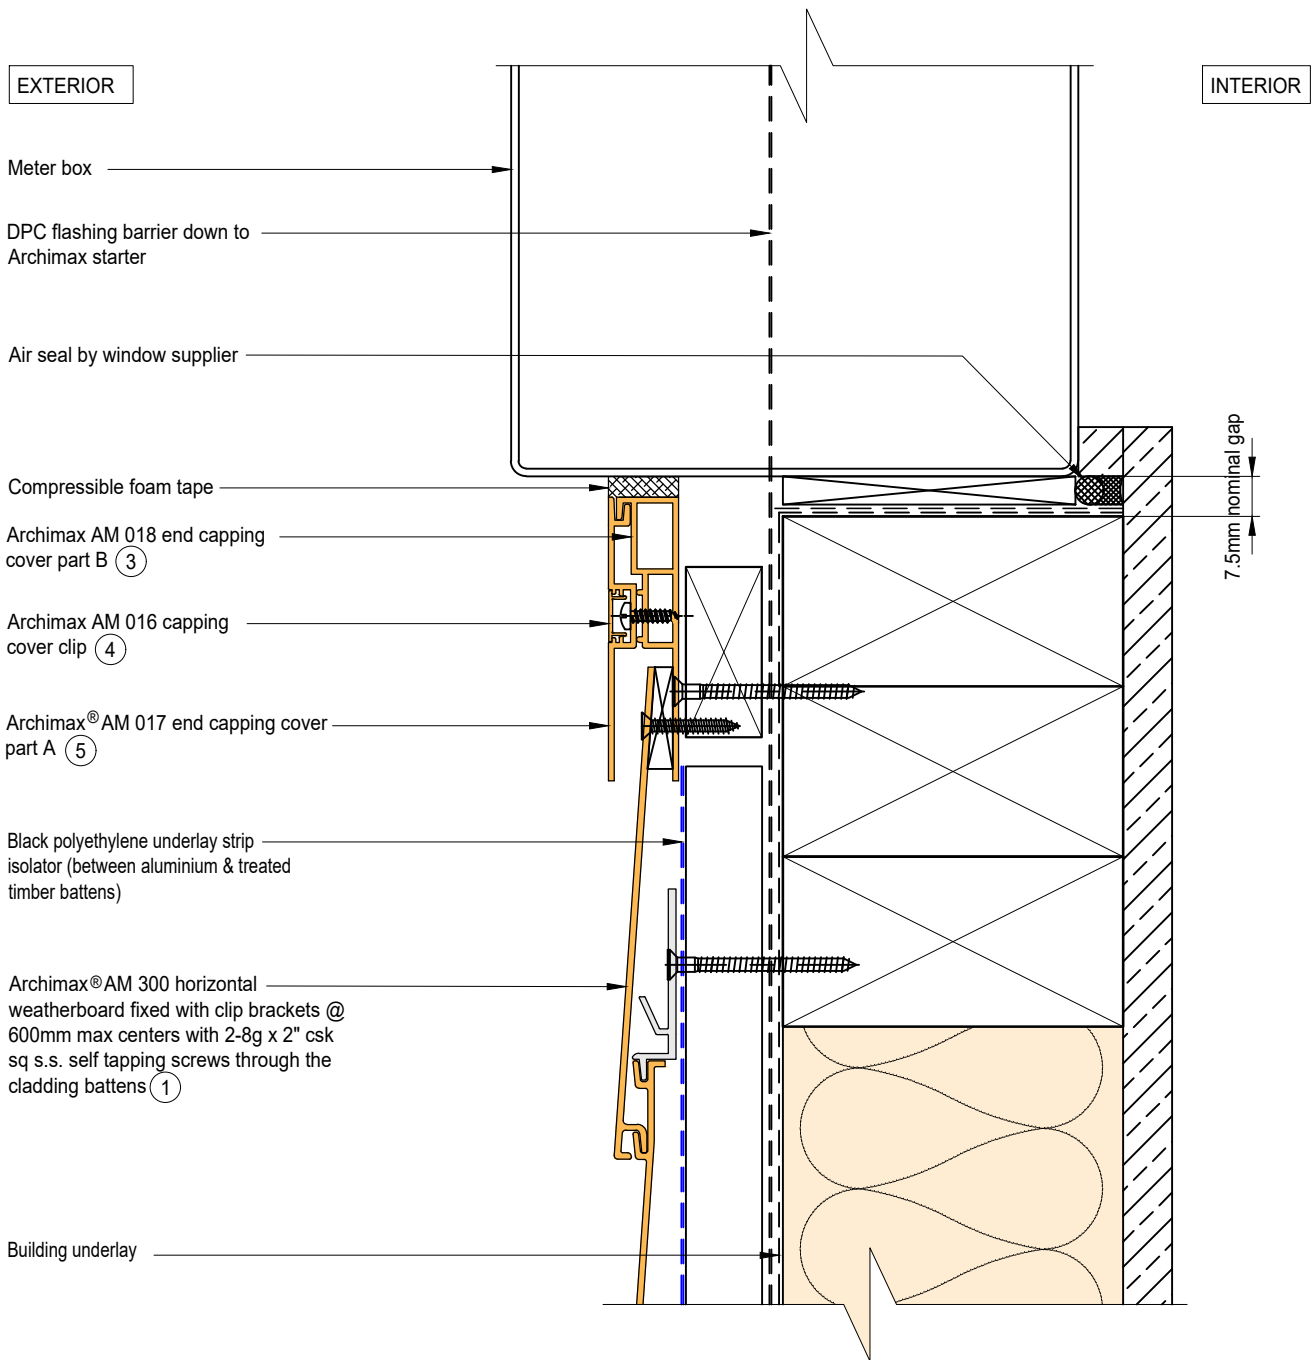 EXTERIOR
INTERIOR
Meter box
DPC flashing barrier down to
Archimax starter
Air seal by window supplier
7.5mm nominal gap
Compressible foam tape
Archimax AM 018 end capping
cover part B 3
Archimax AM 016 capping
cover clip 4
Archimax® AM 017 end capping cover
part A 5
Black polyethylene underlay strip
isolator (between aluminium & treated
timber battens)
Archimax® AM 300 horizontal
weatherboard fixed with clip brackets @
600mm max centers with 2-8g x 2" csk
sq s.s. self tapping screws through the
cladding battens 1
Building underlay